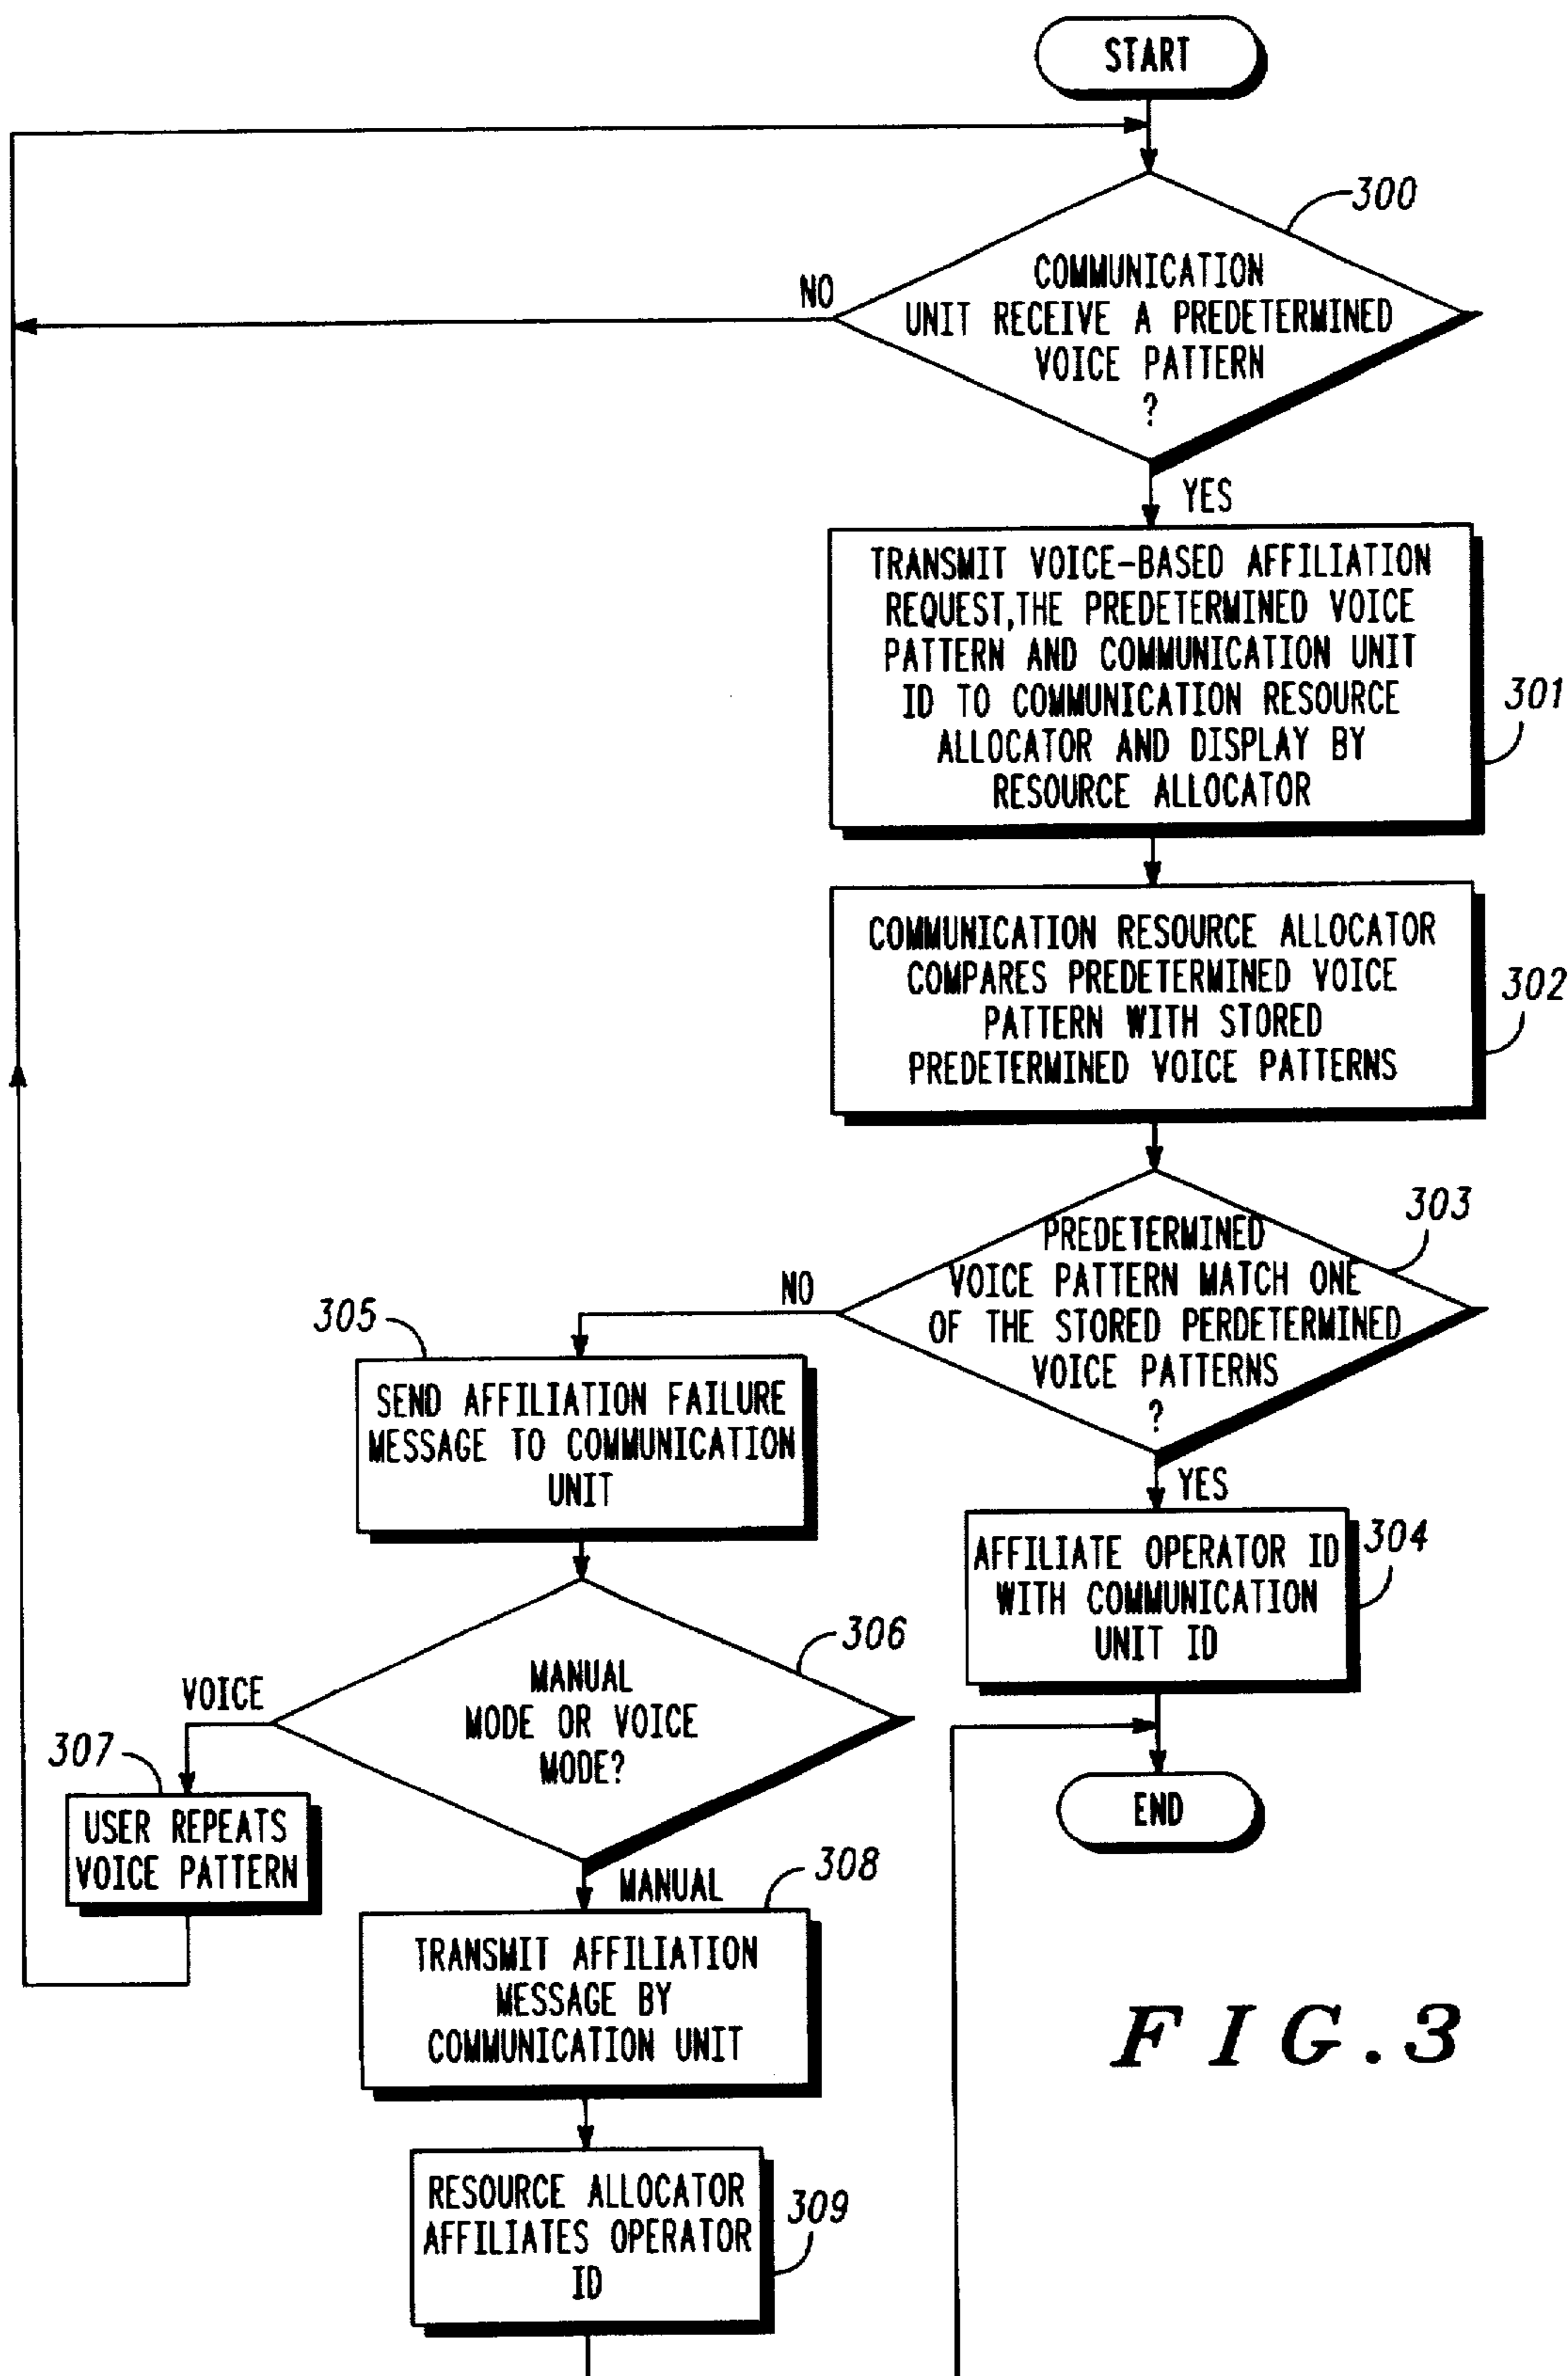 START
300
COMMUNICATION
UNIT RECEIVE A PREDETERMINED
VOICE PATTERN
?
NO
YES
TRANSMIT VOICE-BASED AFFILIATION
REQUEST,THE PREDETERMINED VOICE
PATTERN AND COMMUNICATION UNIT
ID TO COMMUNICATION RESOURCE
ALLOCATOR AND DISPLAY BY
RESOURCE ALLOCATOR
301
COMMUNICATION RESOURCE ALLOCATOR
COMPARES PREDETERMINED VOICE
PATTERN WITH STORED
PREDETERMINED VOICE PATTERNS
302
303
PREDETERMINED
VOICE PATTERN MATCH ONE
OF THE STORED PERDETERMINED
VOICE PATTERNS
?
NO
YES
305
SEND AFFILIATION FAILURE
MESSAGE TO COMMUNICATION
UNIT
AFFILIATE OPERATOR ID
WITH COMMUNICATION
UNIT ID
304
306
MANUAL
MODE OR VOICE
MODE?
VOICE
307
USER REPEATS
VOICE PATTERN
END
MANUAL
308
TRANSMIT AFFILIATION
MESSAGE BY
COMMUNICATION UNIT
RESOURCE ALLOCATOR
AFFILIATES OPERATOR
ID
309
FIG.3